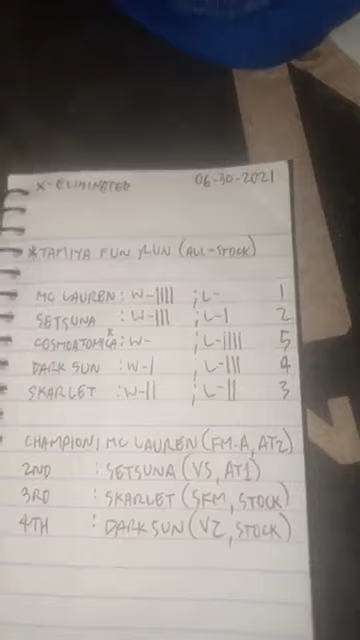 X-ELIMINATED 06-30-2021
*TAMIYA FUN RUN (ALL-STOCK)
MC LAUREN: W-|||| ;L- 1
SETSUNA : W-||| ;L-| 2
x
COSMOATOMICA: W- ;L-|||| 5
DARK SUN : W-| ;L-||| 4
SKARLET : W-|| ;L-|| 3
CHAMPION; MC LAUREN (FM-A, AT2)
2ND : SETSUNA (VS, AT1)
3RD : SKARLET (SFM, STOCK)
4TH : DARK SUN (VZ, STOCK)